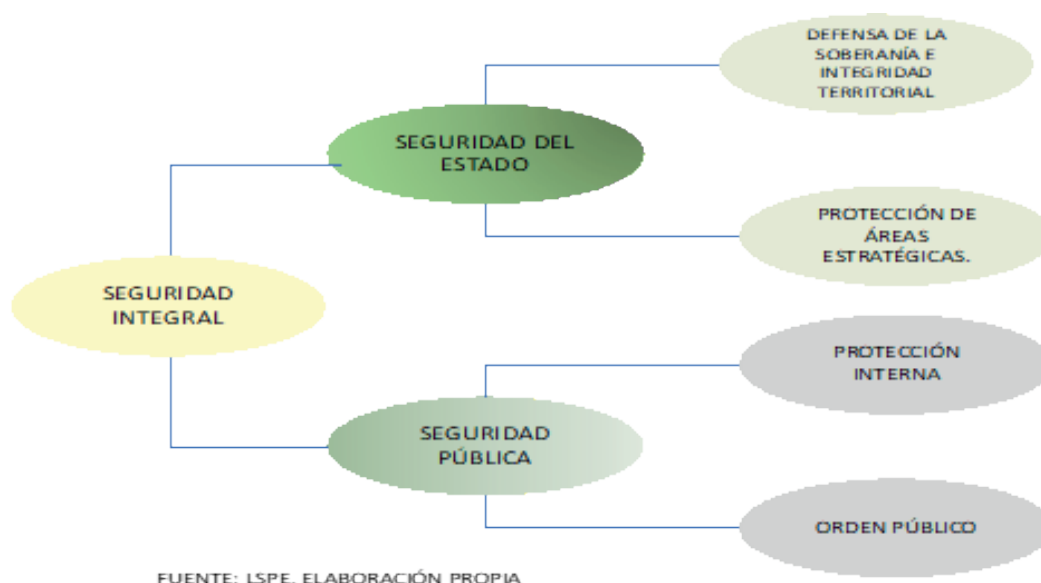 DEFENSA DE LA
SOBERANÍA E
INTEGRIDAD
TERRITORIAL
SEGURIDAD DEL
ESTADO
PROTECCIÓN DE
ÁREAS
ESTRATÉGICAS.
SEGURIDAD
INTEGRAL
PROTECCIÓN
INTERNA
SEGURIDAD
PÚBLICA
ORDEN PÚBLICO
FUENTE: LSPE. ELABORACIÓN PROPIA